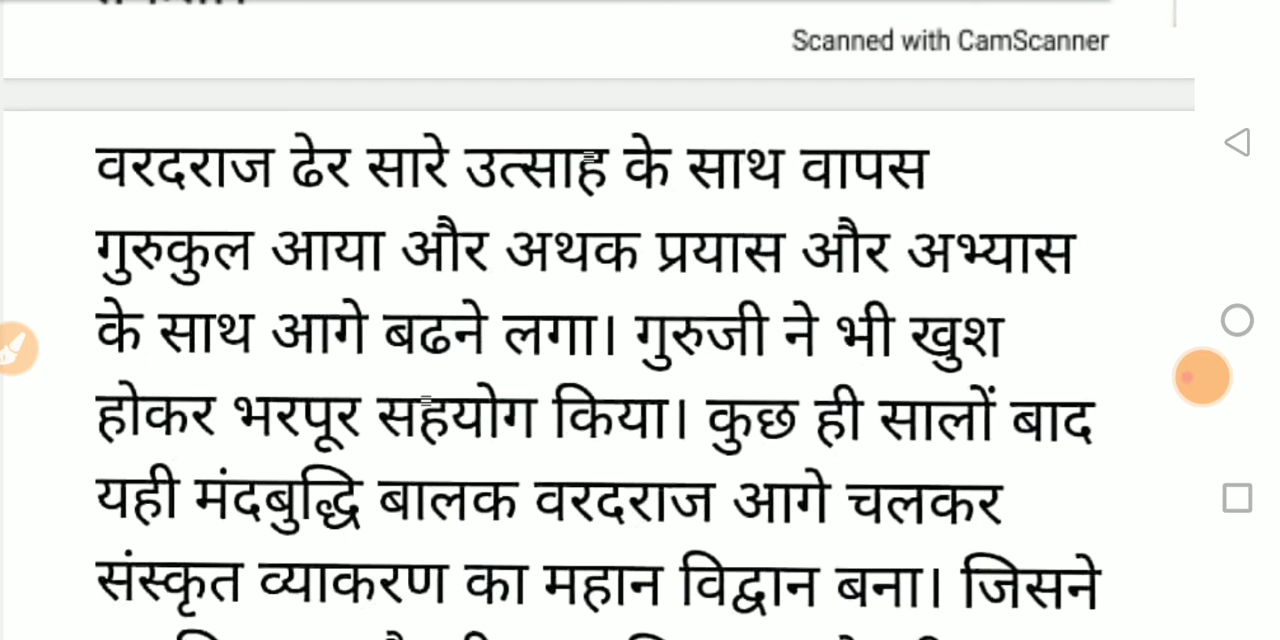 Scanned with CamScanner
वरदराज ढेर सारे उत्साह के साथ वापस
गुरुकुल आया और अथक प्रयास और अभ्यास
के साथ आगे बढने लगा। गुरुजी ने भी खुश
होकर भरपूर सहयोग किया। कुछ ही सालों बाद
यही मंदबुद्धि बालक वरदराज आगे चलकर
संस्कृत व्याकरण का महान विद्वान बना। जिसने